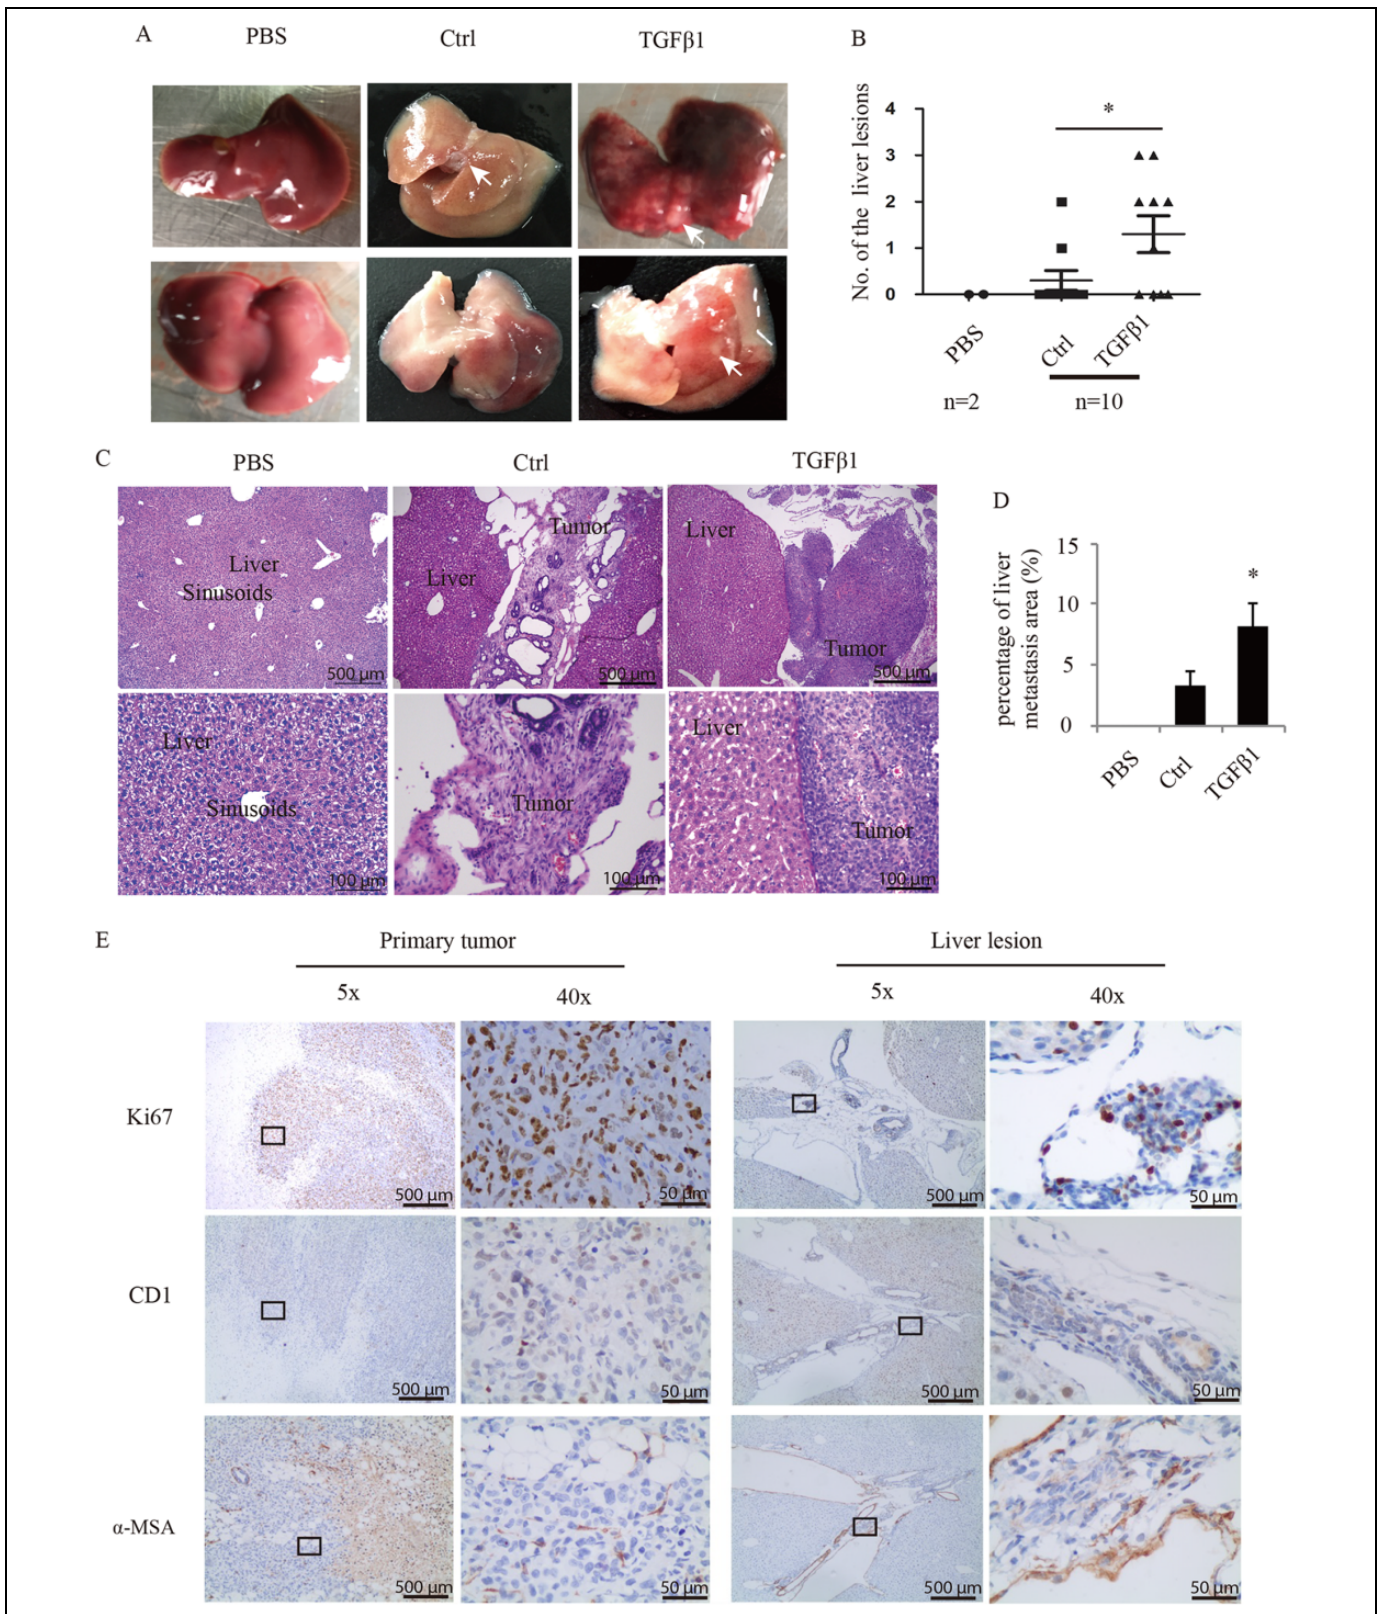 A
PBS
Ctrl
TGFβ1
B
No. of the liver lesions
4
3
2
1
0
*
PBS
Ctrl
TGFβ1
n=2
n=10
C
PBS
Ctrl
TGFβ1
Liver
Sinusoids
500 µm
Tumor
Liver
500 µm
Liver
Tumor
500 µm
Liver
Sinusoids
100 µm
Tumor
100 µm
Liver
Tumor
100 µm
D
percentage of liver
metastasis area (%)
15
10
5
0
*
PBS
Ctrl
TGFβ1
E
Primary tumor
Liver lesion
5x
40x
5x
40x
Ki67
500 µm
50 µm
500 µm
50 µm
CD1
500 µm
50 µm
500 µm
50 µm
α-MSA
500 µm
50 µm
500 µm
50 µm